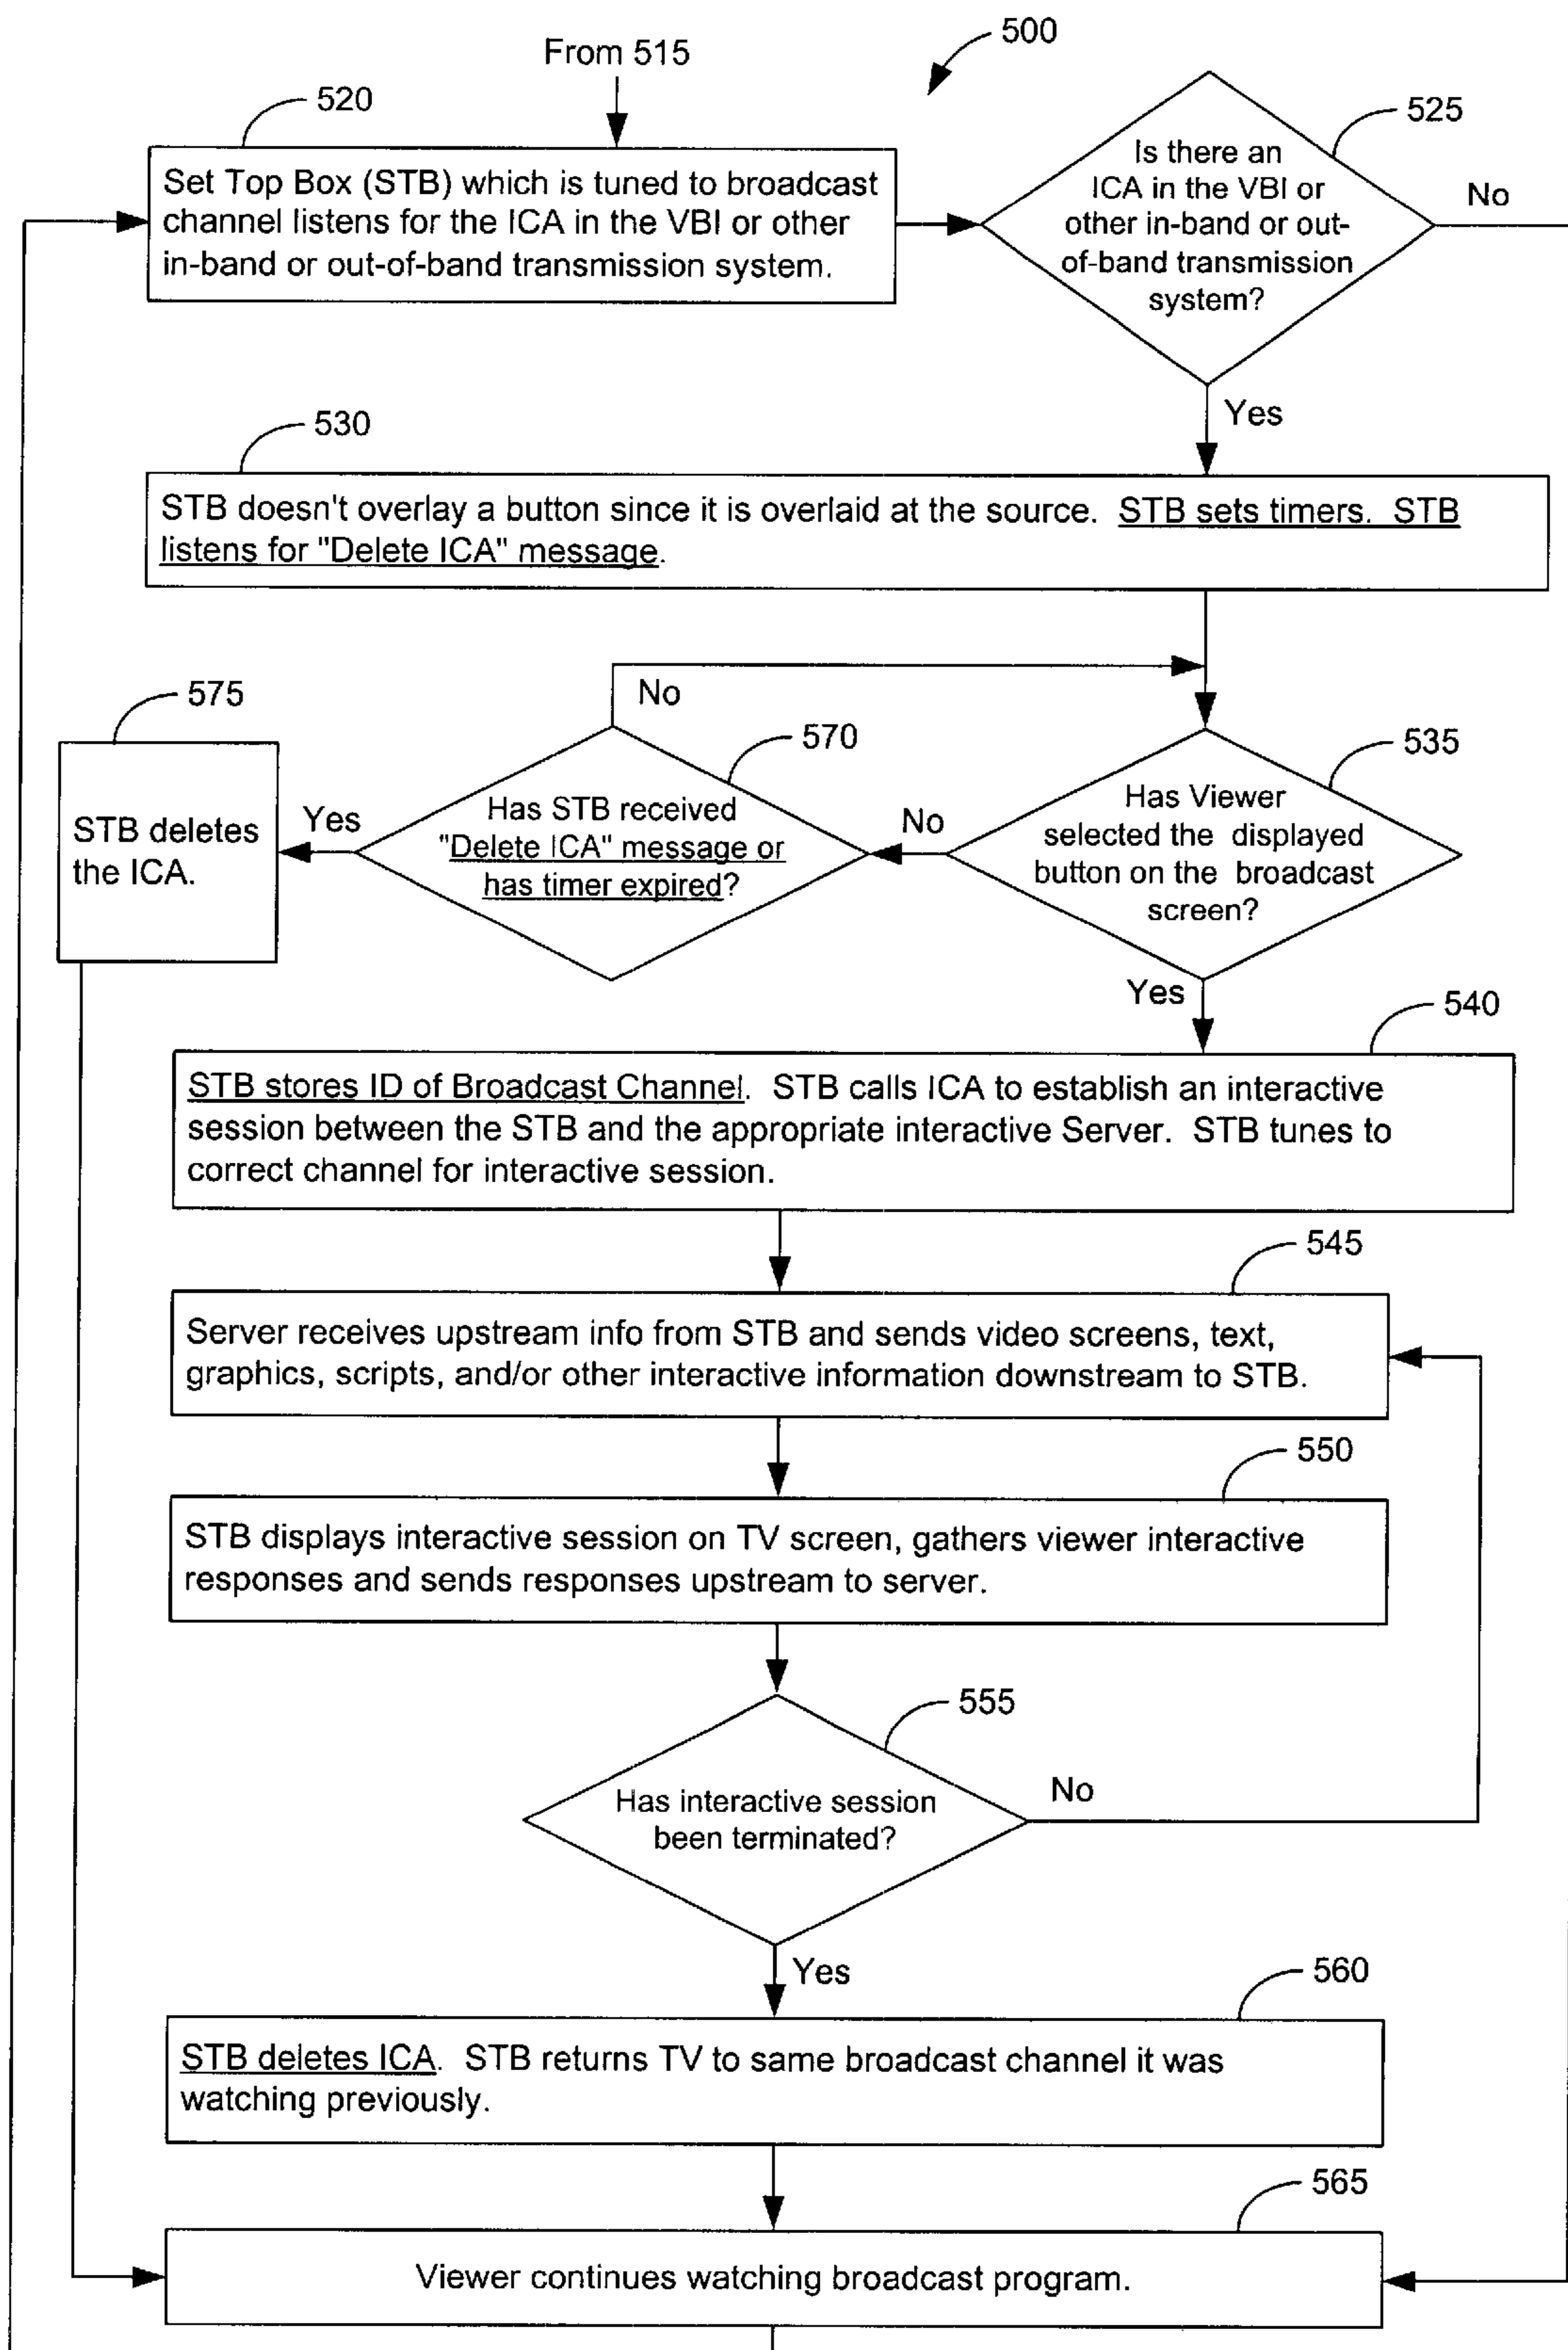 500
From 515
520
Set Top Box (STB) which is tuned to broadcast
channel listens for the ICA in the VBI or other
in-band or out-of-band transmission system.
525
Is there an
ICA in the VBI or
other in-band or out-
of-band transmission
system?
No
Yes
530
STB doesn't overlay a button since it is overlaid at the source. STB sets timers. STB
listens for "Delete ICA" message.
535
Has Viewer
selected the displayed
button on the broadcast
screen?
No
570
Has STB received
"Delete ICA" message or
has timer expired?
No
Yes
575
STB deletes
the ICA.
Yes
540
STB stores ID of Broadcast Channel. STB calls ICA to establish an interactive
session between the STB and the appropriate interactive Server. STB tunes to
correct channel for interactive session.
545
Server receives upstream info from STB and sends video screens, text,
graphics, scripts, and/or other interactive information downstream to STB.
550
STB displays interactive session on TV screen, gathers viewer interactive
responses and sends responses upstream to server.
555
Has interactive session
been terminated?
No
Yes
560
STB deletes ICA. STB returns TV to same broadcast channel it was
watching previously.
565
Viewer continues watching broadcast program.